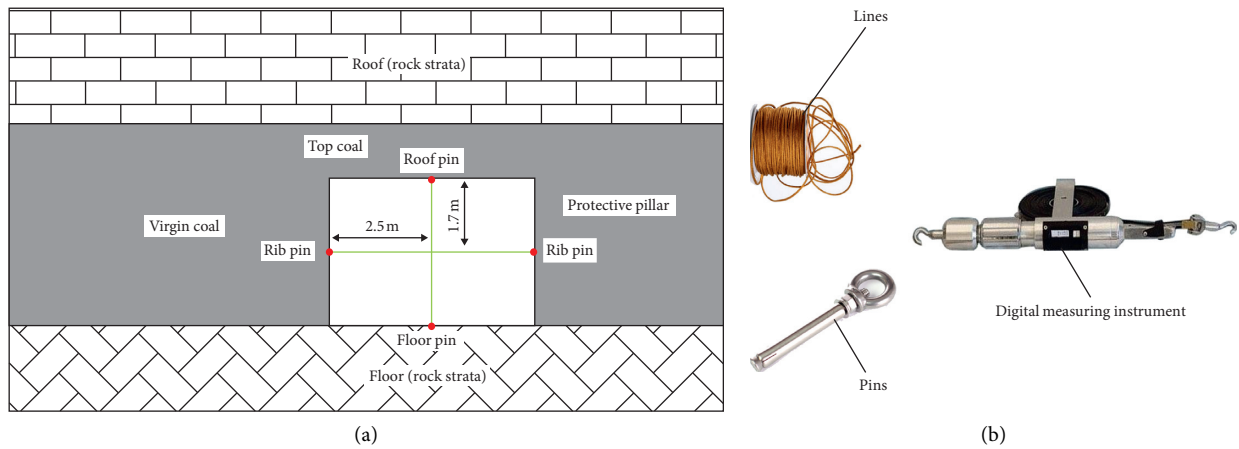 Roof (rock strata)
Top coal
Roof pin
1.7 m
Protective pillar
Virgin coal
2.5 m
Rib pin
Rib pin
Floor pin
Floor (rock strata)
(a)
Lines
Digital measuring instrument
Pins
(b)